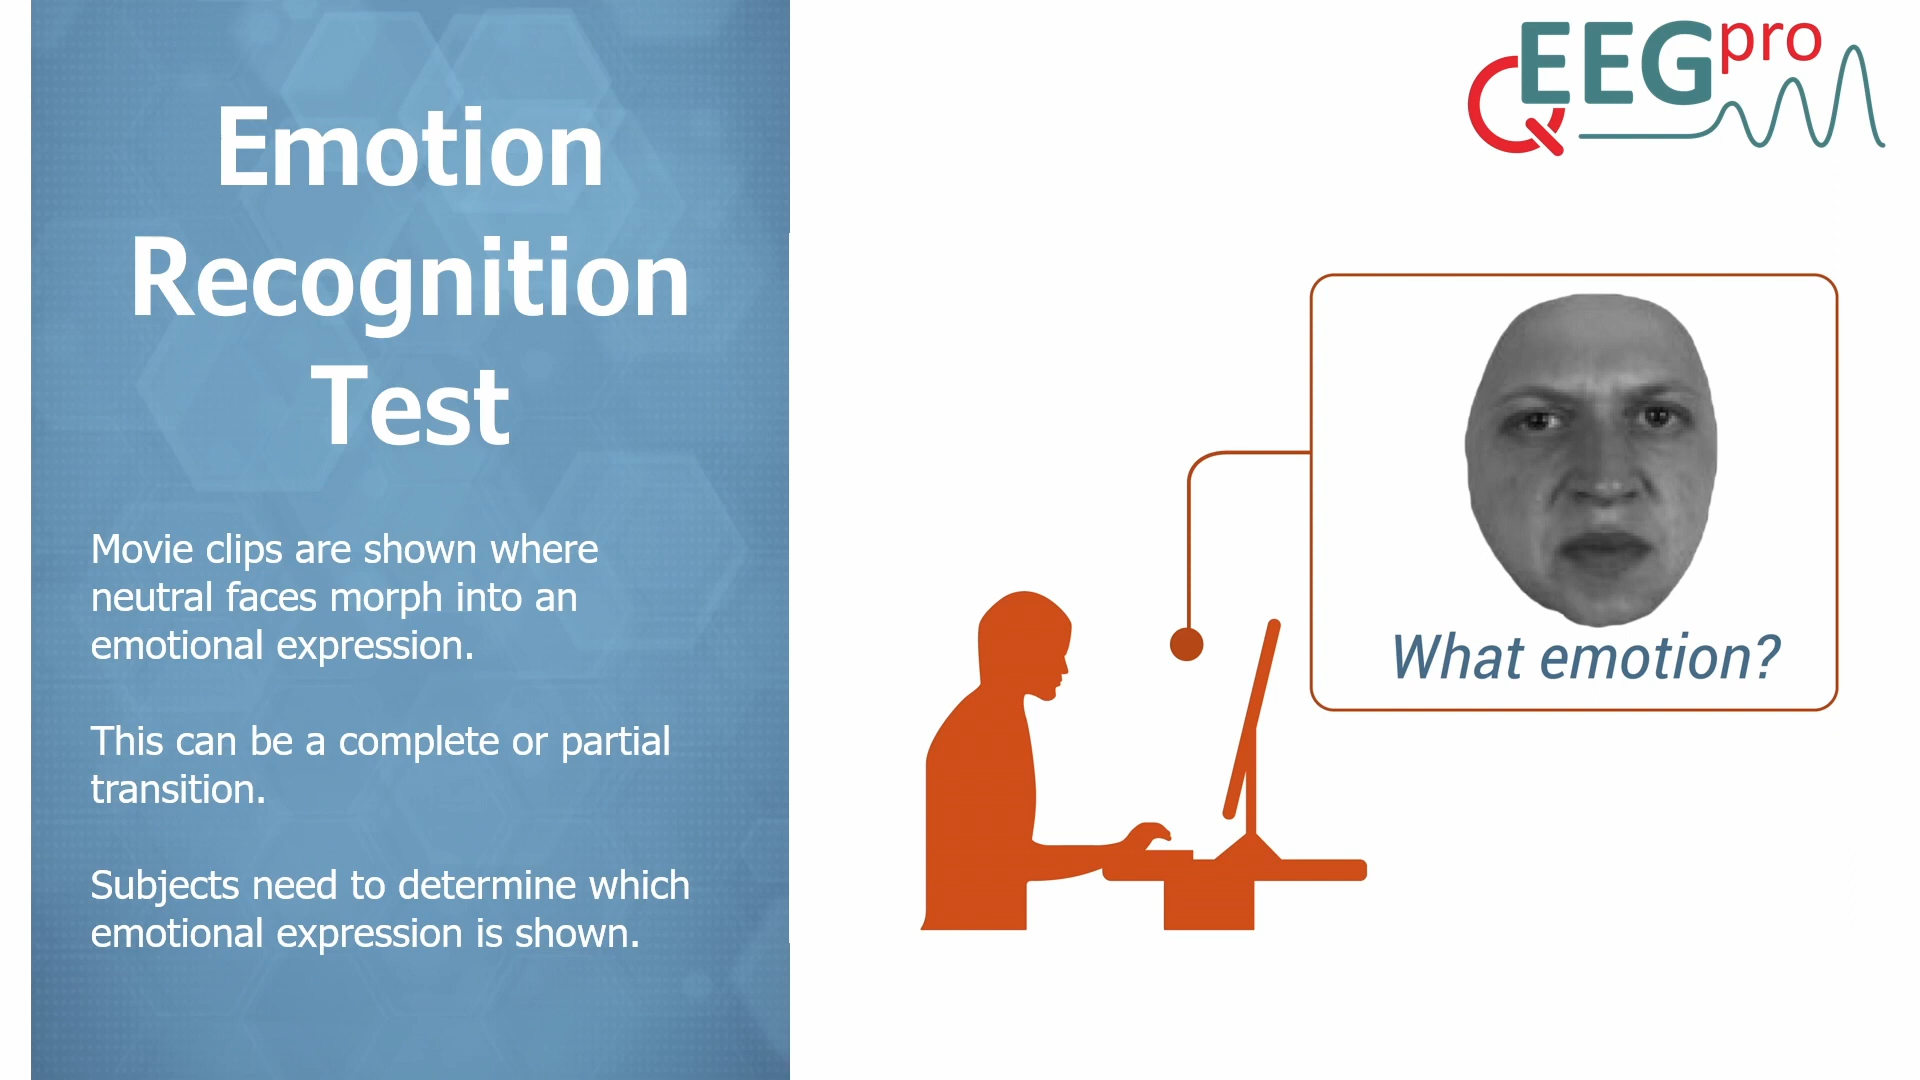 Emotion
Recognition
Test
Movie clips are shown where
neutral faces morph into an
emotional expression.
This can be a complete or partial
transition.
Subjects need to determine which
emotional expression is shown.
QEEGpro
What emotion?